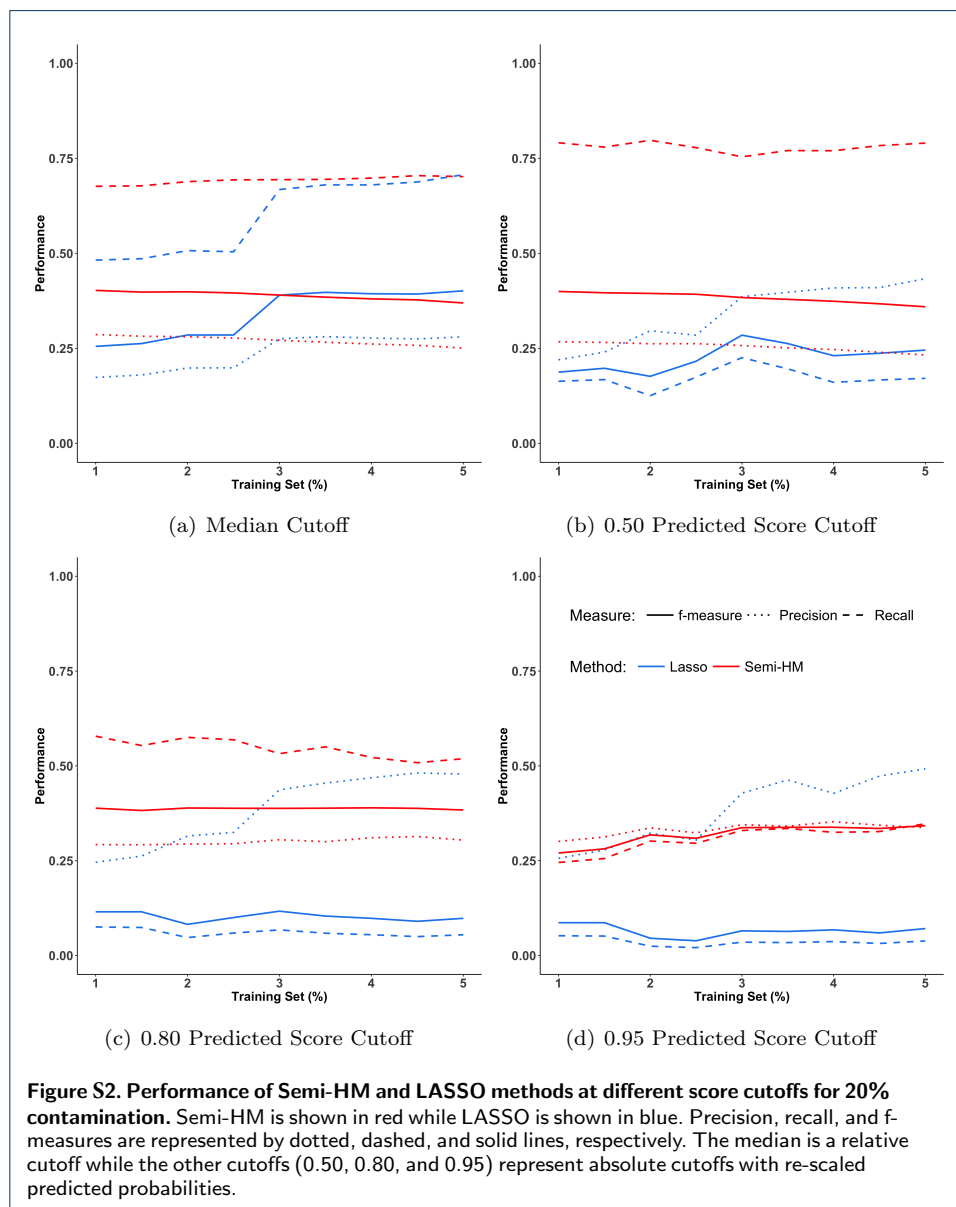 1.00
0.75
0.50
0.25
0.00
Performance
1 2 3 4 5
Training Set (%)
(a) Median Cutoff
1.00
0.75
0.50
0.25
0.00
Performance
1 2 3 4 5
Training Set (%)
(b) 0.50 Predicted Score Cutoff
1.00
0.75
0.50
0.25
0.00
Performance
1 2 3 4 5
Training Set (%)
(c) 0.80 Predicted Score Cutoff
1.00
0.75
0.50
0.25
0.00
Performance
Measure: f-measure Precision Recall
Method: Lasso Semi-HM
1 2 3 4 5
Training Set (%)
(d) 0.95 Predicted Score Cutoff
Figure S2. Performance of Semi-HM and LASSO methods at different score cutoffs for 20%
contamination. Semi-HM is shown in red while LASSO is shown in blue. Precision, recall, and f-
measures are represented by dotted, dashed, and solid lines, respectively. The median is a relative
cutoff while the other cutoffs (0.50, 0.80, and 0.95) represent absolute cutoffs with re-scaled
predicted probabilities.